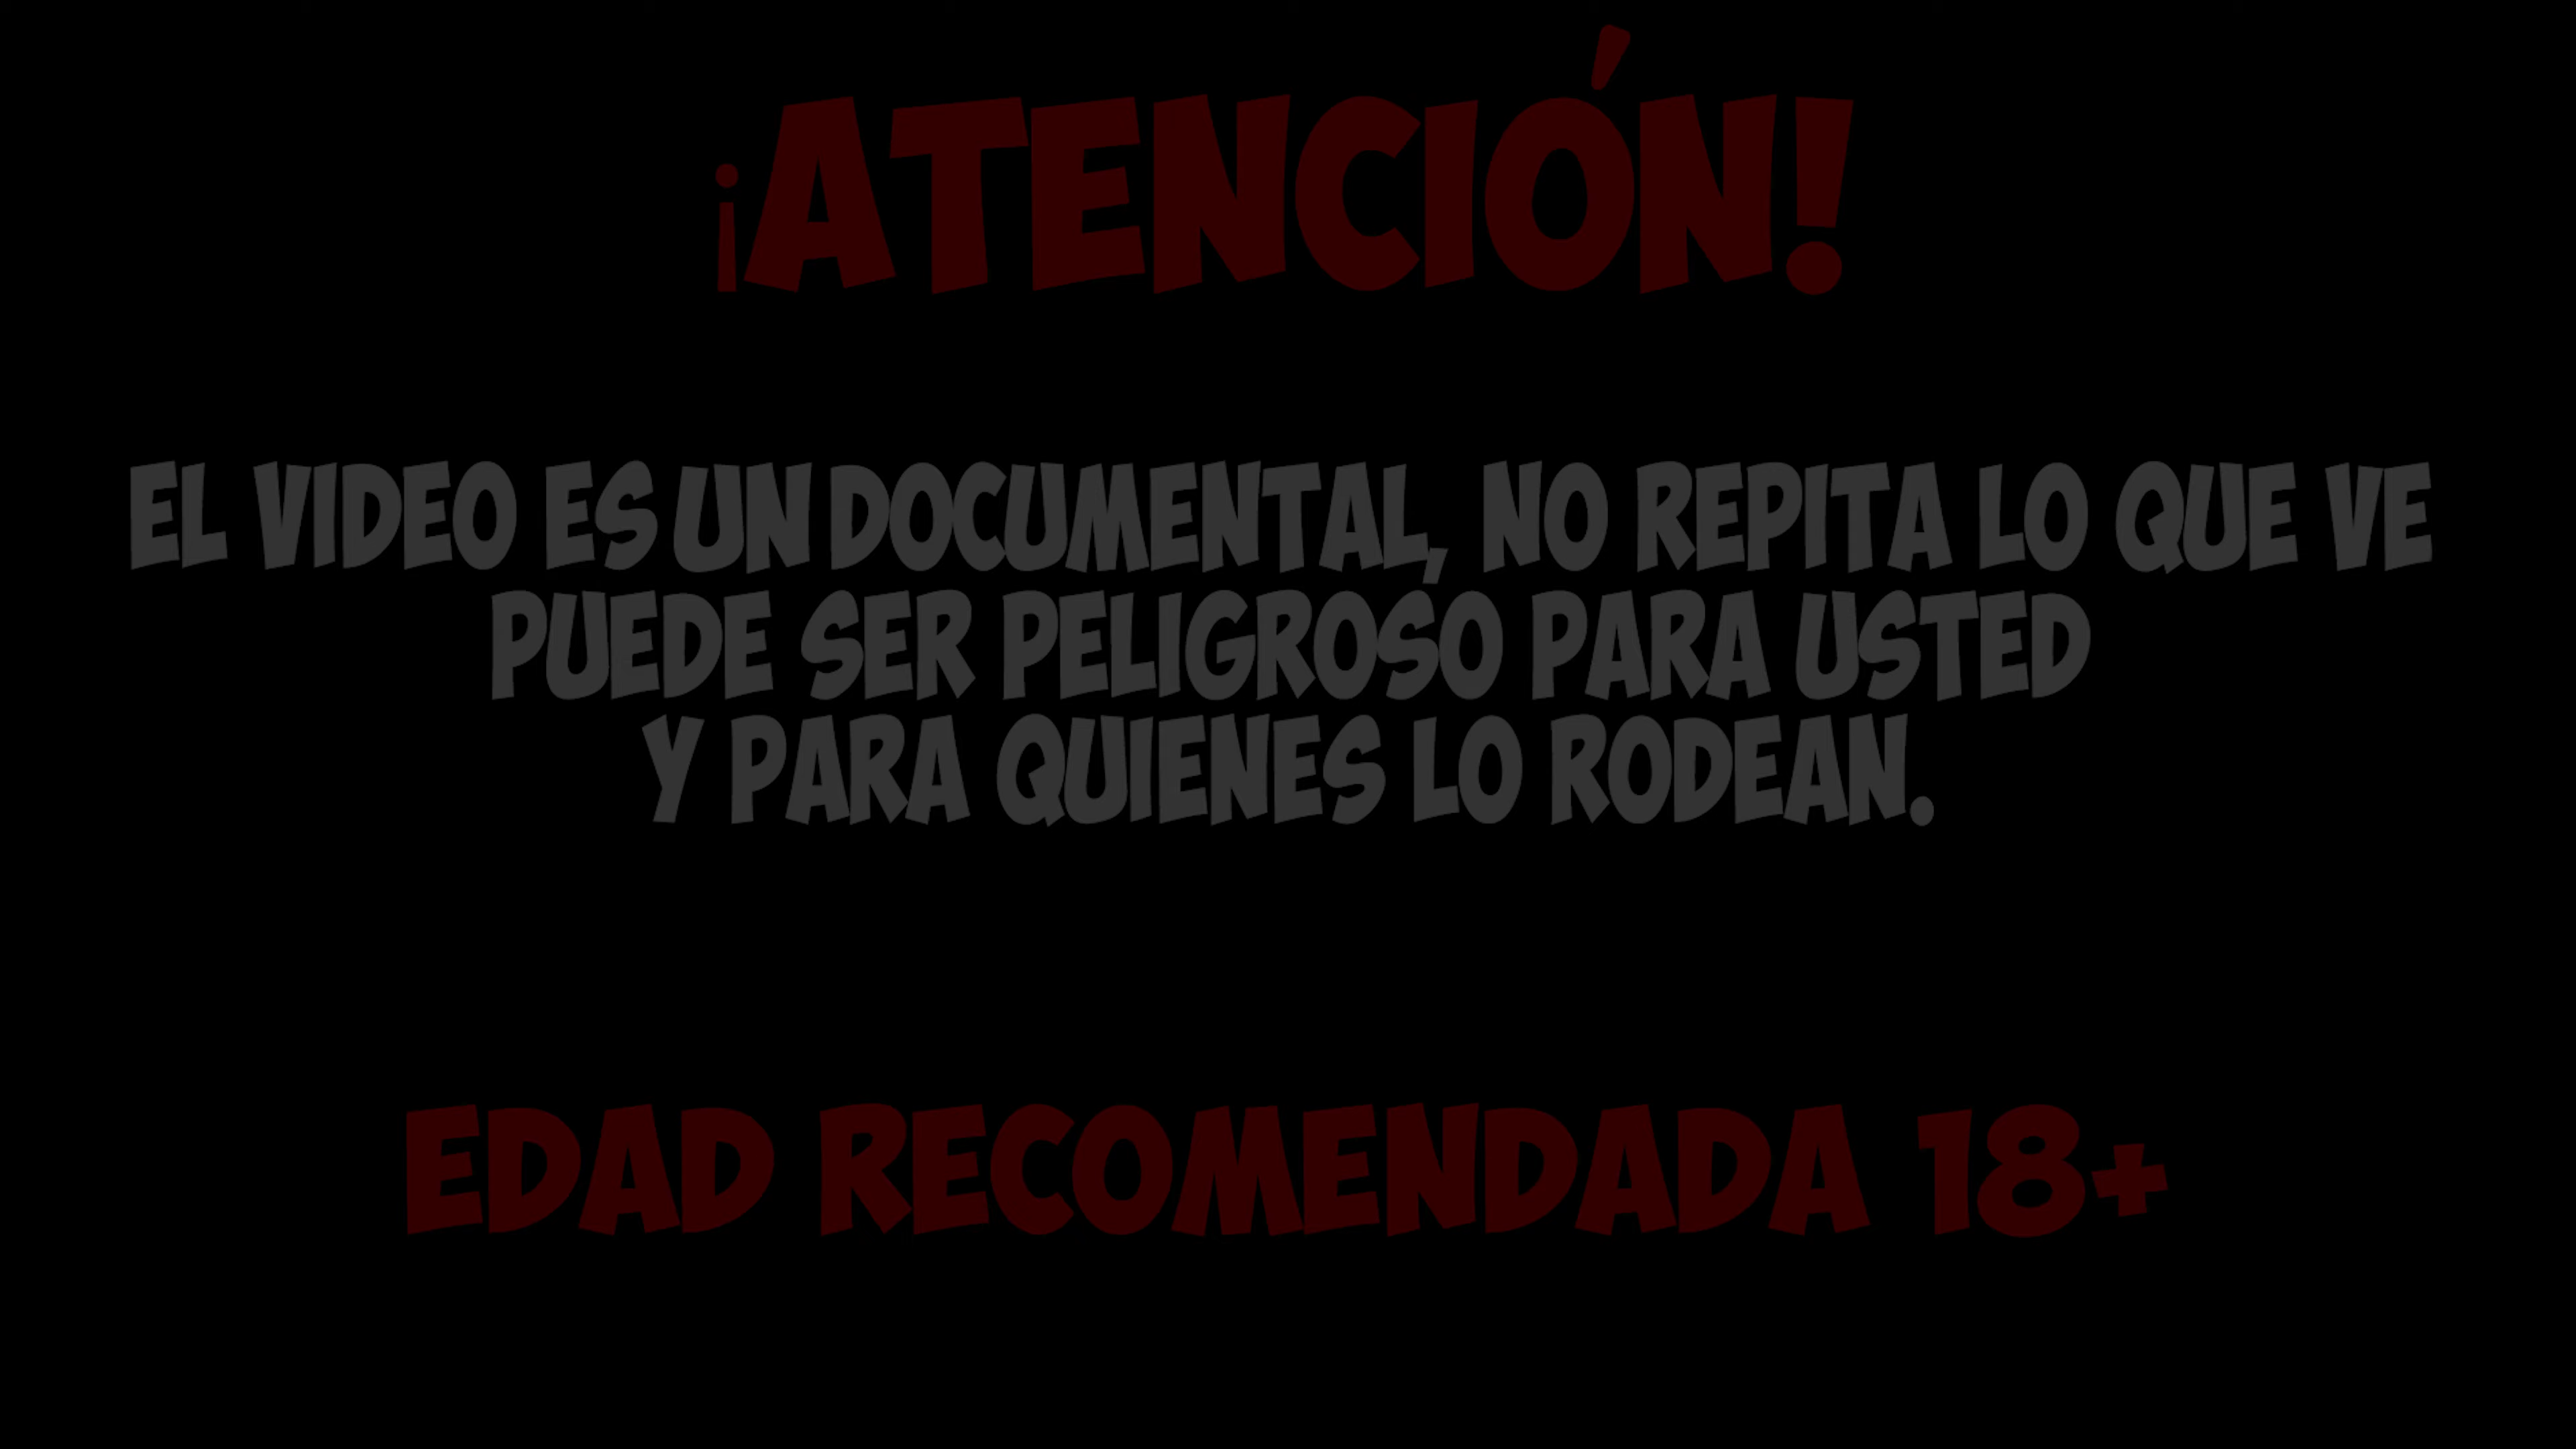 ¡ATENCIÓN!
EL VIDEO ES UN DOCUMENTAL, NO REPITA LO QUE VE
PUEDE SER PELIGROSO PARA USTED
Y PARA QUIENES LO RODEAN.
EDAD RECOMENDADA 18+